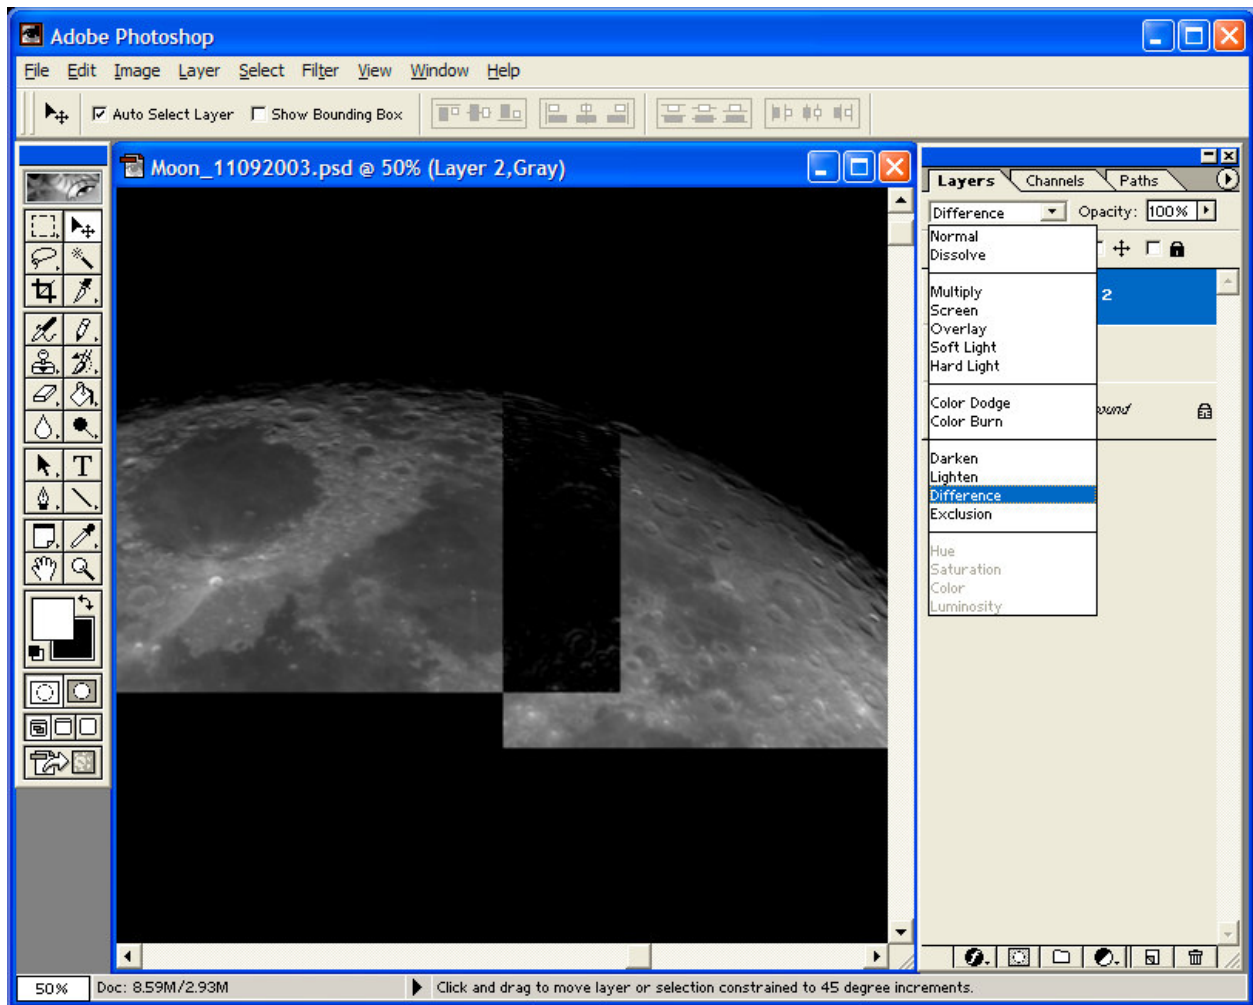 Adobe Photoshop
File Edit Image Layer Select Filter View Window Help
Auto Select Layer Show Bounding Box
Moon_11092003.psd @ 50% (Layer 2,Gray)
Layers Channels Paths
Difference Opacity: 100%
Normal
Dissolve
2
Multiply
Screen
Overlay
Soft Light
Hard Light
Color Dodge
Color Burn
Darken
Lighten
Difference
Exclusion
Hue
Saturation
Color
Luminosity
T
50% Doc: 8.59M/2.93M Click and drag to move layer or selection constrained to 45 degree increments.